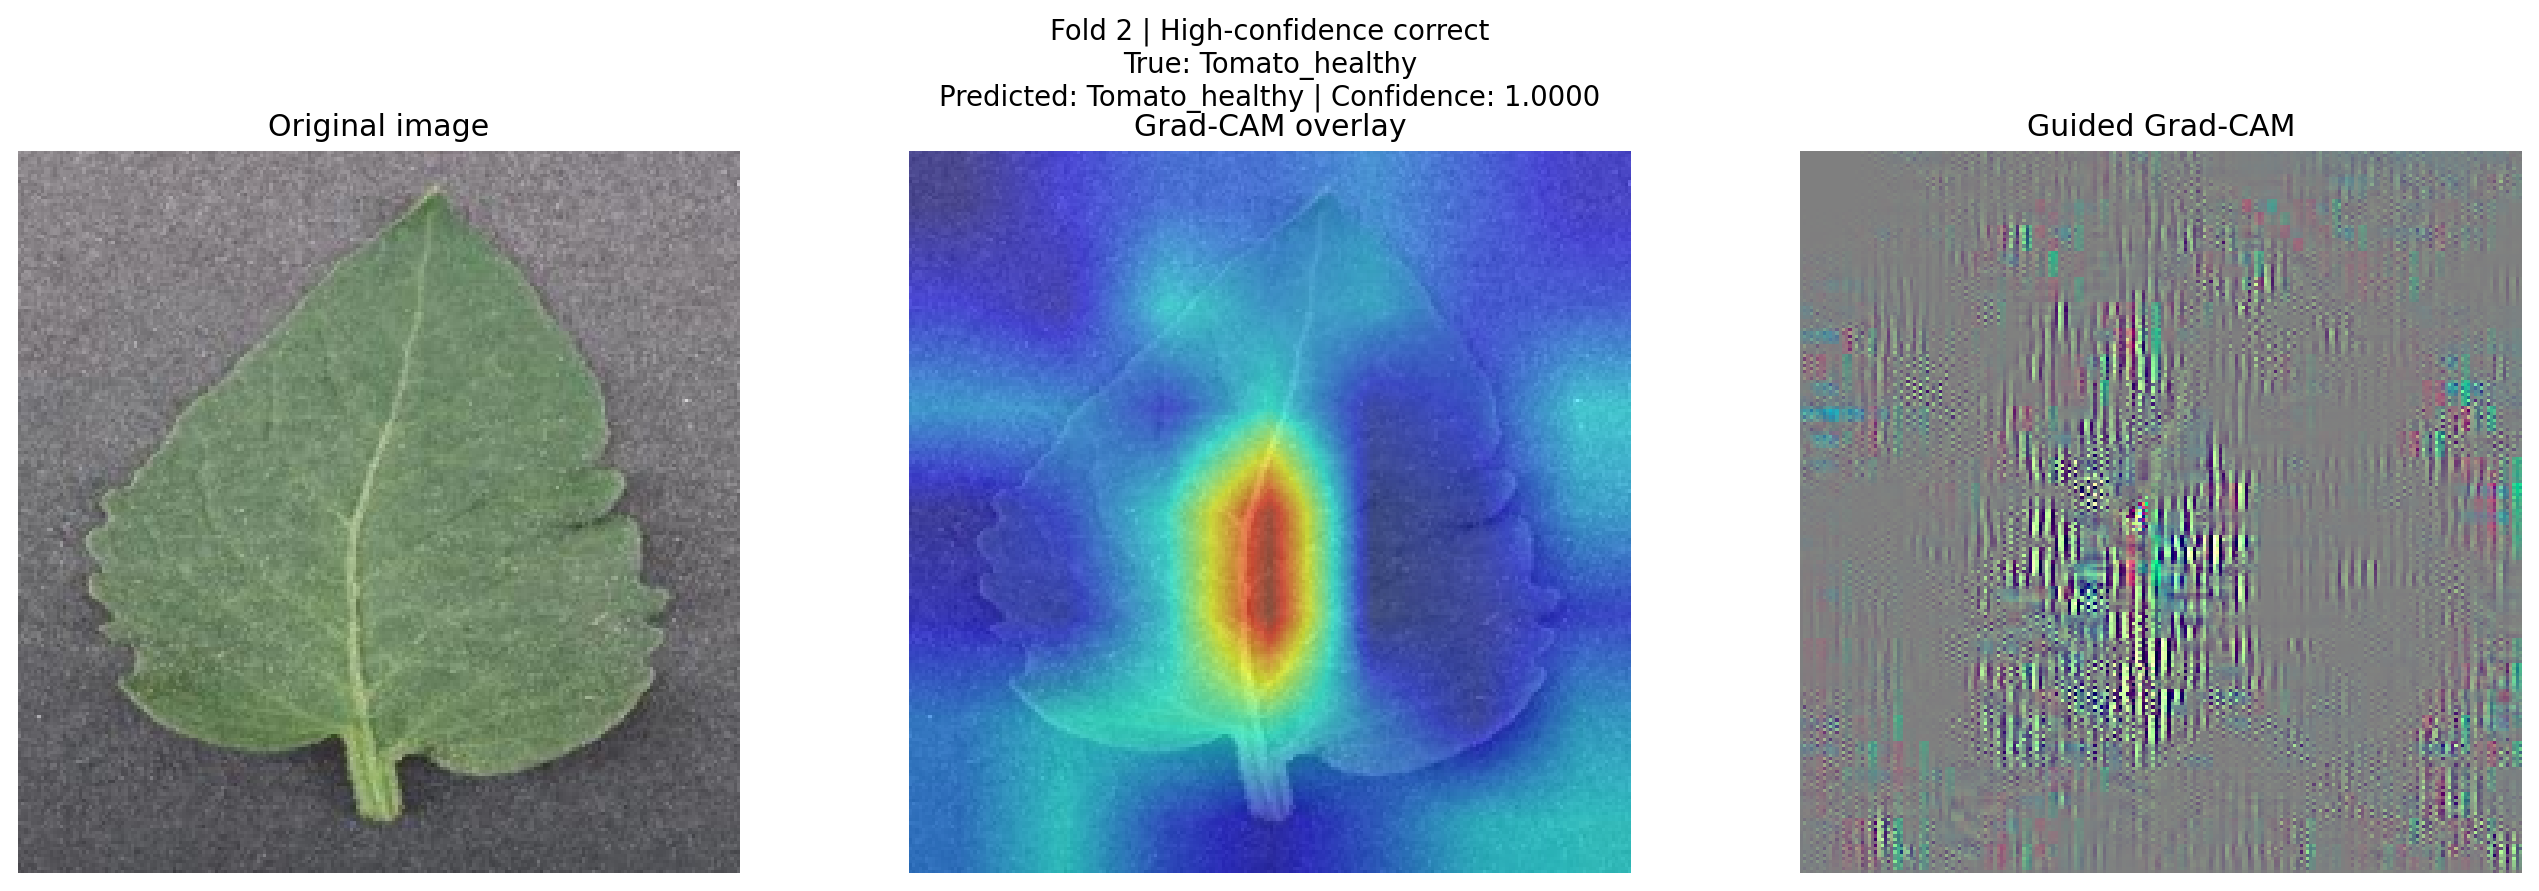 Fold 2 | High-confidence correct
True: Tomato_healthy
Predicted: Tomato_healthy | Confidence: 1.0000
Original image
Grad-CAM overlay
Guided Grad-CAM